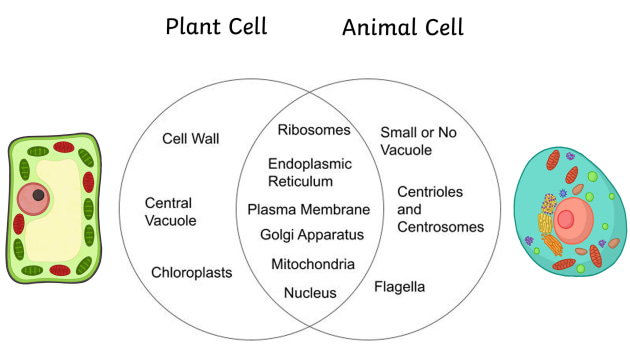 Plant Cell
Animal Cell
Cell Wall
Central
Vacuole
Chloroplasts
Ribosomes
Endoplasmic
Reticulum
Plasma Membrane
Golgi Apparatus
Mitochondria
Nucleus
Small or No
Vacuole
Centrioles
and
Centrosomes
Flagella